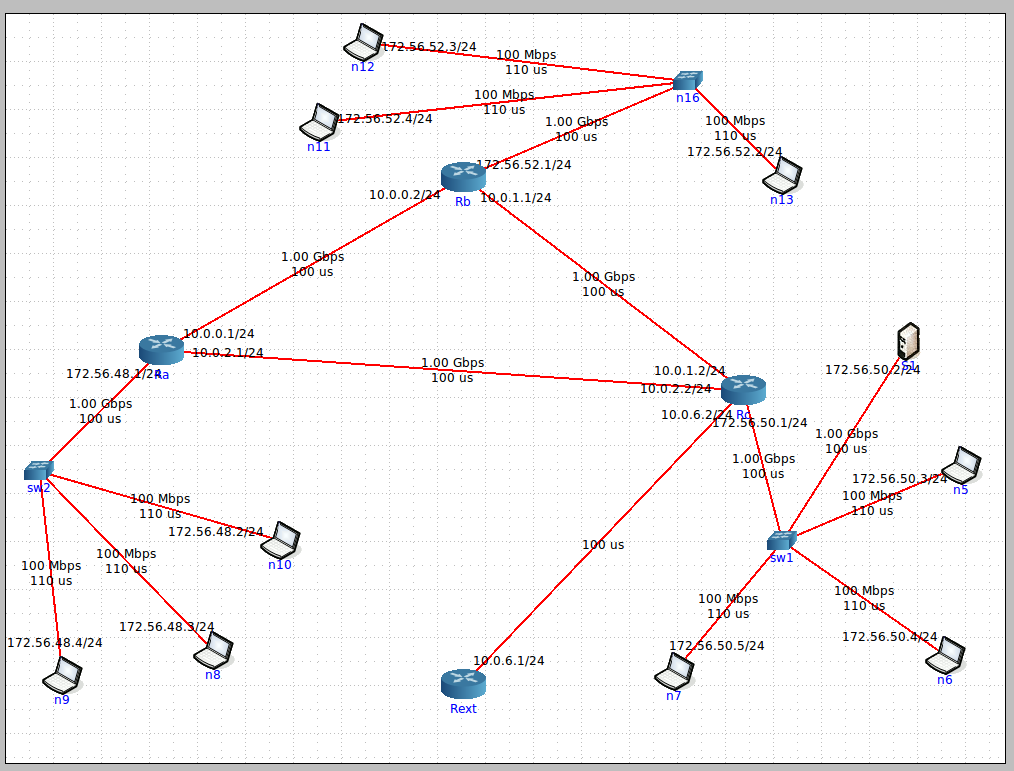 172.56.52.3/24
100 Mbps
110 us
n12
n16
100 Mbps
110 us
172.56.52.4/24
n11
1.00 Gbps
100 us
100 Mbps
110 us
172.56.52.2/24
n13
172.56.52.1/24
10.0.0.2/24
Rb
10.0.1.1/24
1.00 Gbps
100 us
1.00 Gbps
100 us
10.0.0.1/24
10.0.2.1/24
172.56.48.1/24
Ra
1.00 Gbps
100 us
10.0.1.2/24
10.0.2.2/24
10.0.6.2/24
Rc
172.56.50.1/24
172.56.50.2/24
S1
1.00 Gbps
100 us
1.00 Gbps
100 us
1.00 Gbps
100 us
172.56.50.3/24
n5
100 Mbps
110 us
sw2
100 Mbps
110 us
172.56.48.2/24
n10
100 Mbps
110 us
100 Mbps
110 us
100 us
sw1
100 Mbps
110 us
100 Mbps
110 us
172.56.48.3/24
n8
172.56.48.4/24
n9
10.0.6.1/24
Rext
172.56.50.5/24
n7
172.56.50.4/24
n6